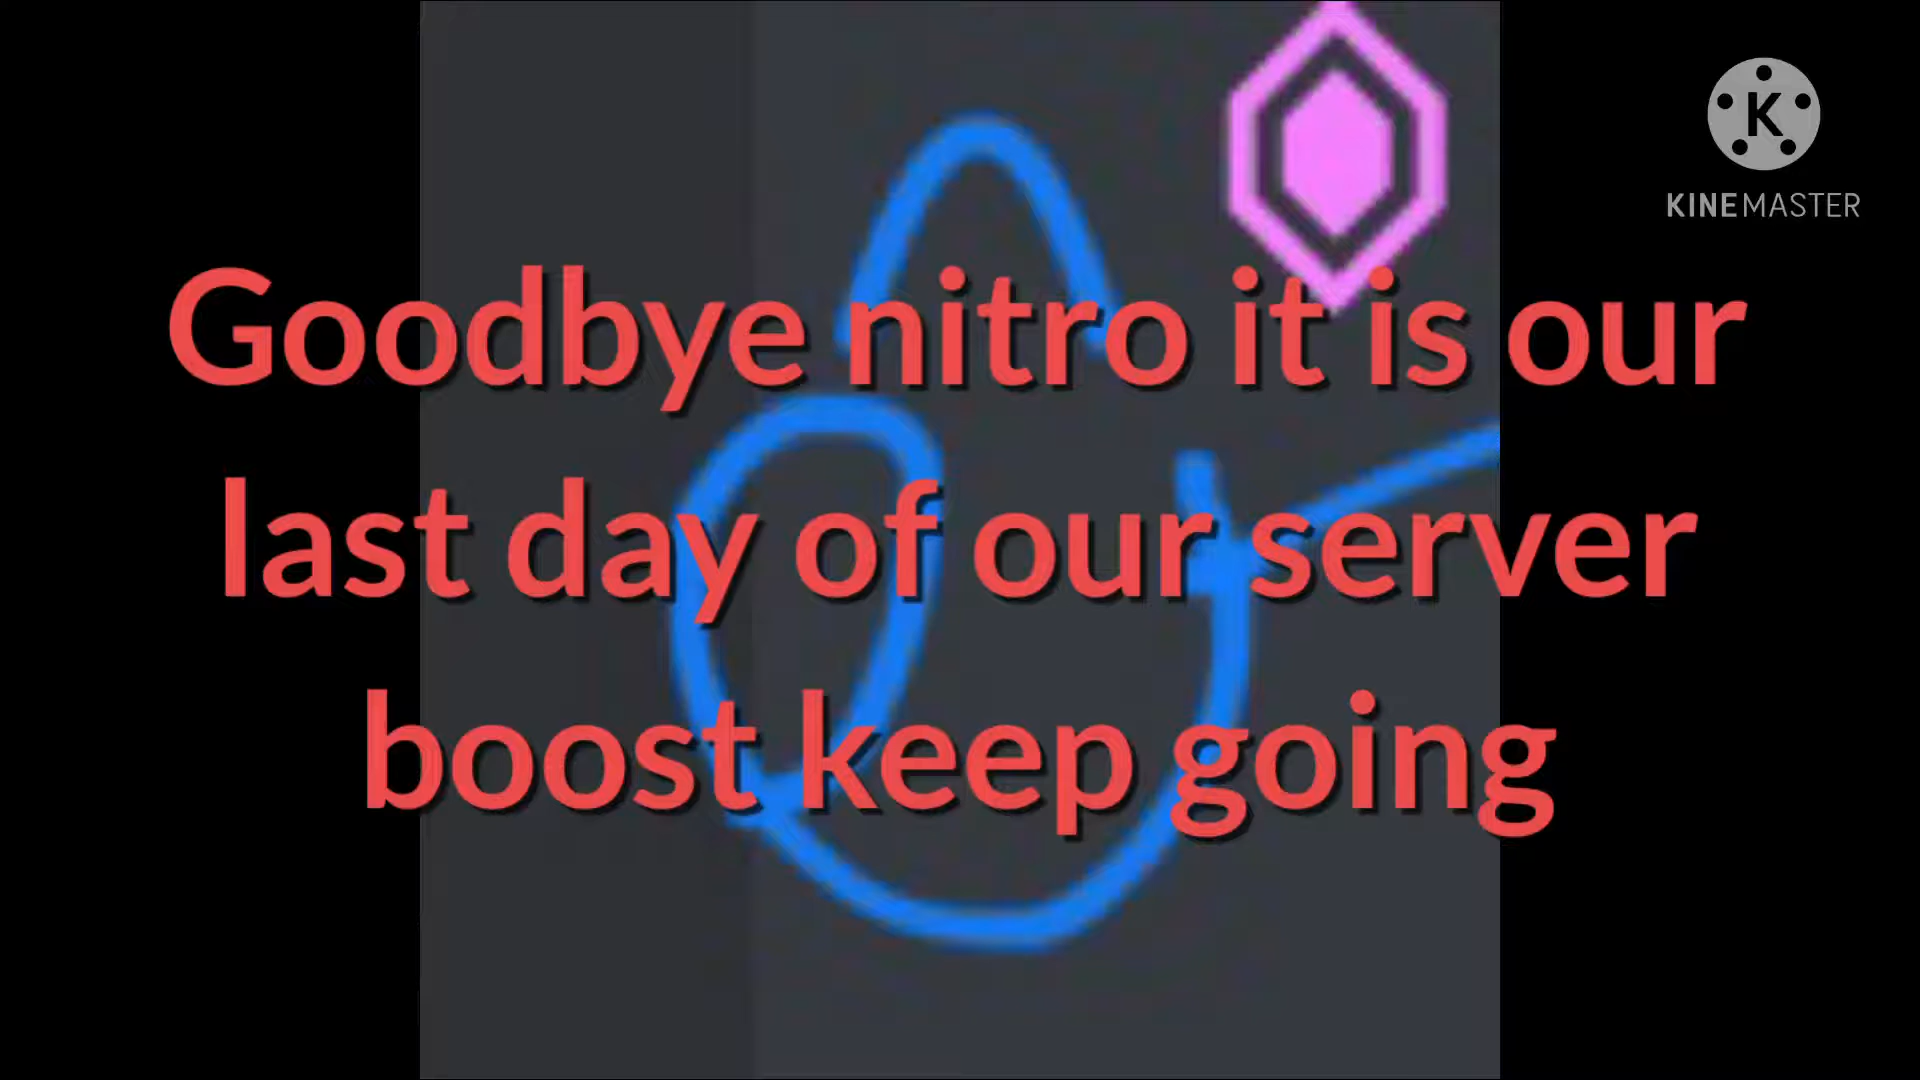 K
KINEMASTER
Goodbye nitro it is our
last day of our server
boost keep going